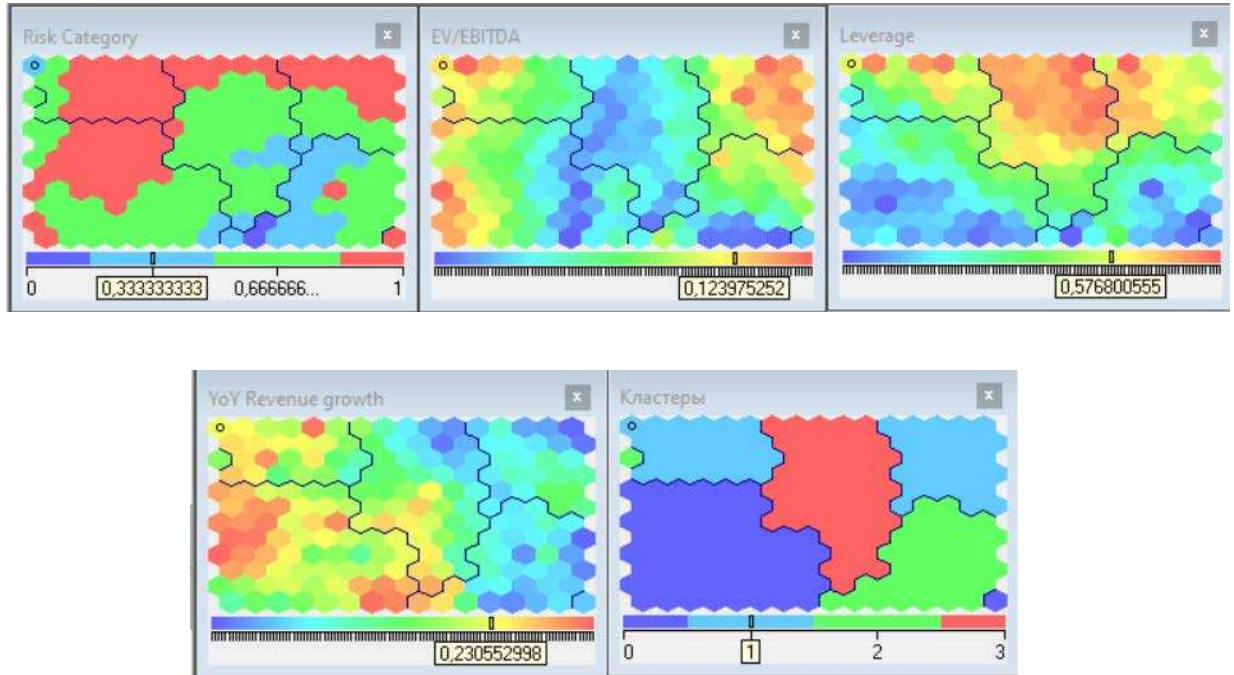 Risk Category x
EV/EBITDA x
Leverage x
0 0,333333333 0,666666... 1
0,123975252
0,576800555
YoY Revenue growth x
Кластеры x
0,230552998
0 1 2 3